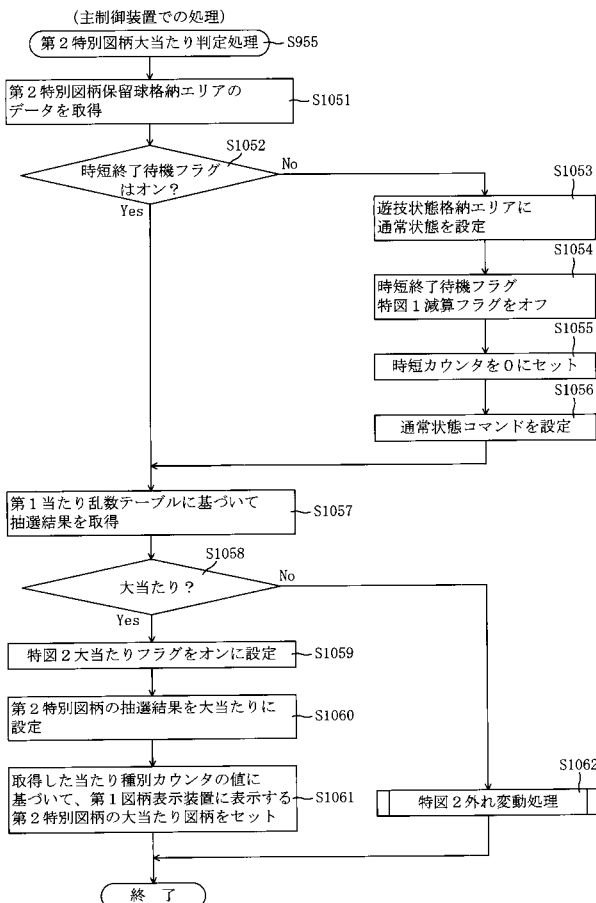 (主制御装置での処理)
第2特別図柄大当たり判定処理
S955
第2特別図柄保留球格納エリアの
データを取得
S1051
S1052
時短終了待機フラグ
はオン?
No
Yes
S1053
遊技状態格納エリアに
通常状態を設定
S1054
時短終了待機フラグ
特図1減算フラグをオフ
S1055
時短カウンタを0にセット
S1056
通常状態コマンドを設定
第1当たり乱数テーブルに基づいて
抽選結果を取得
S1057
S1058
大当たり?
No
Yes
特図2大当たりフラグをオンに設定
S1059
第2特別図柄の抽選結果を大当たりに
設定
S1060
取得した当たり種別カウンタの値に
基づいて、第1図柄表示装置に表示する
第2特別図柄の大当たり図柄をセット
S1061
S1062
特図2外れ変動処理
終 了